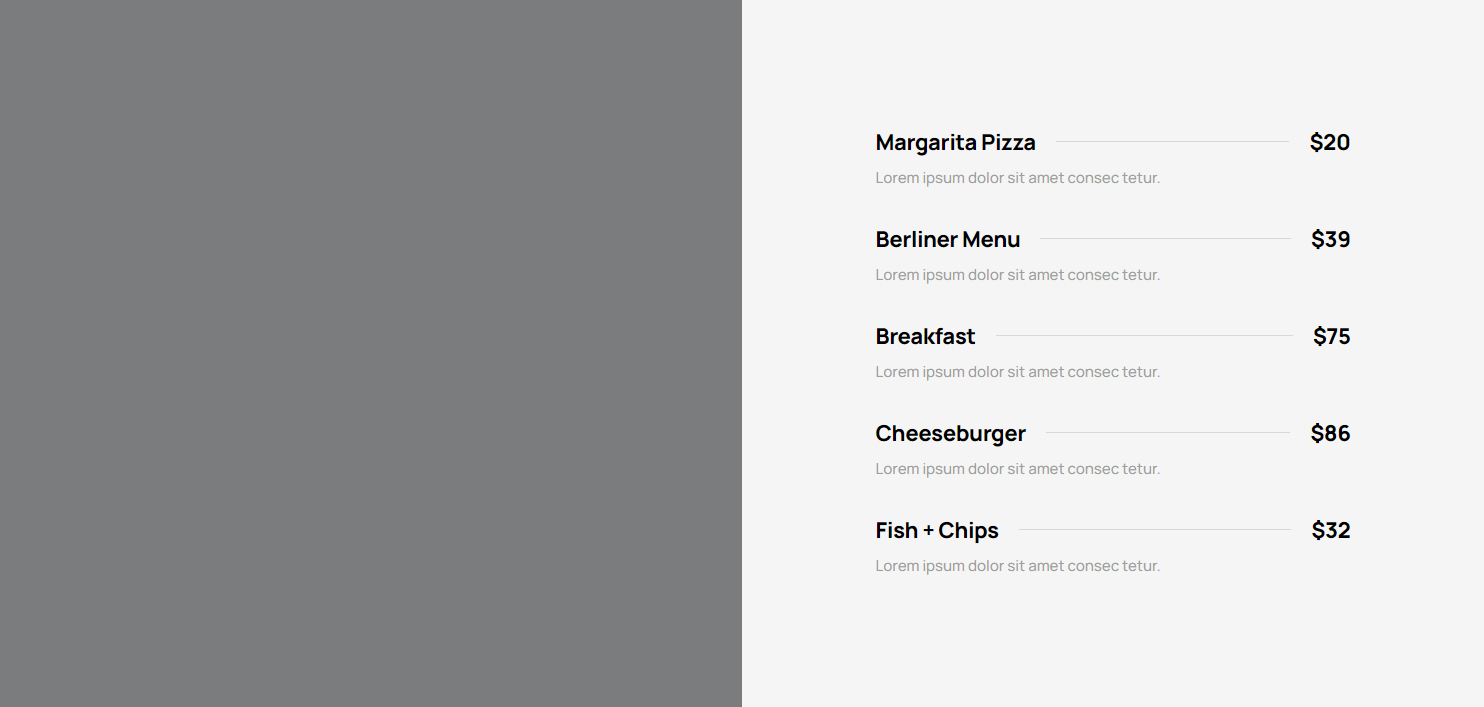 Margarita Pizza $20
Lorem ipsum dolor sit amet consec tetur.
Berliner Menu $39
Lorem ipsum dolor sit amet consec tetur.
Breakfast $75
Lorem ipsum dolor sit amet consec tetur.
Cheeseburger $86
Lorem ipsum dolor sit amet consec tetur.
Fish + Chips $32
Lorem ipsum dolor sit amet consec tetur.